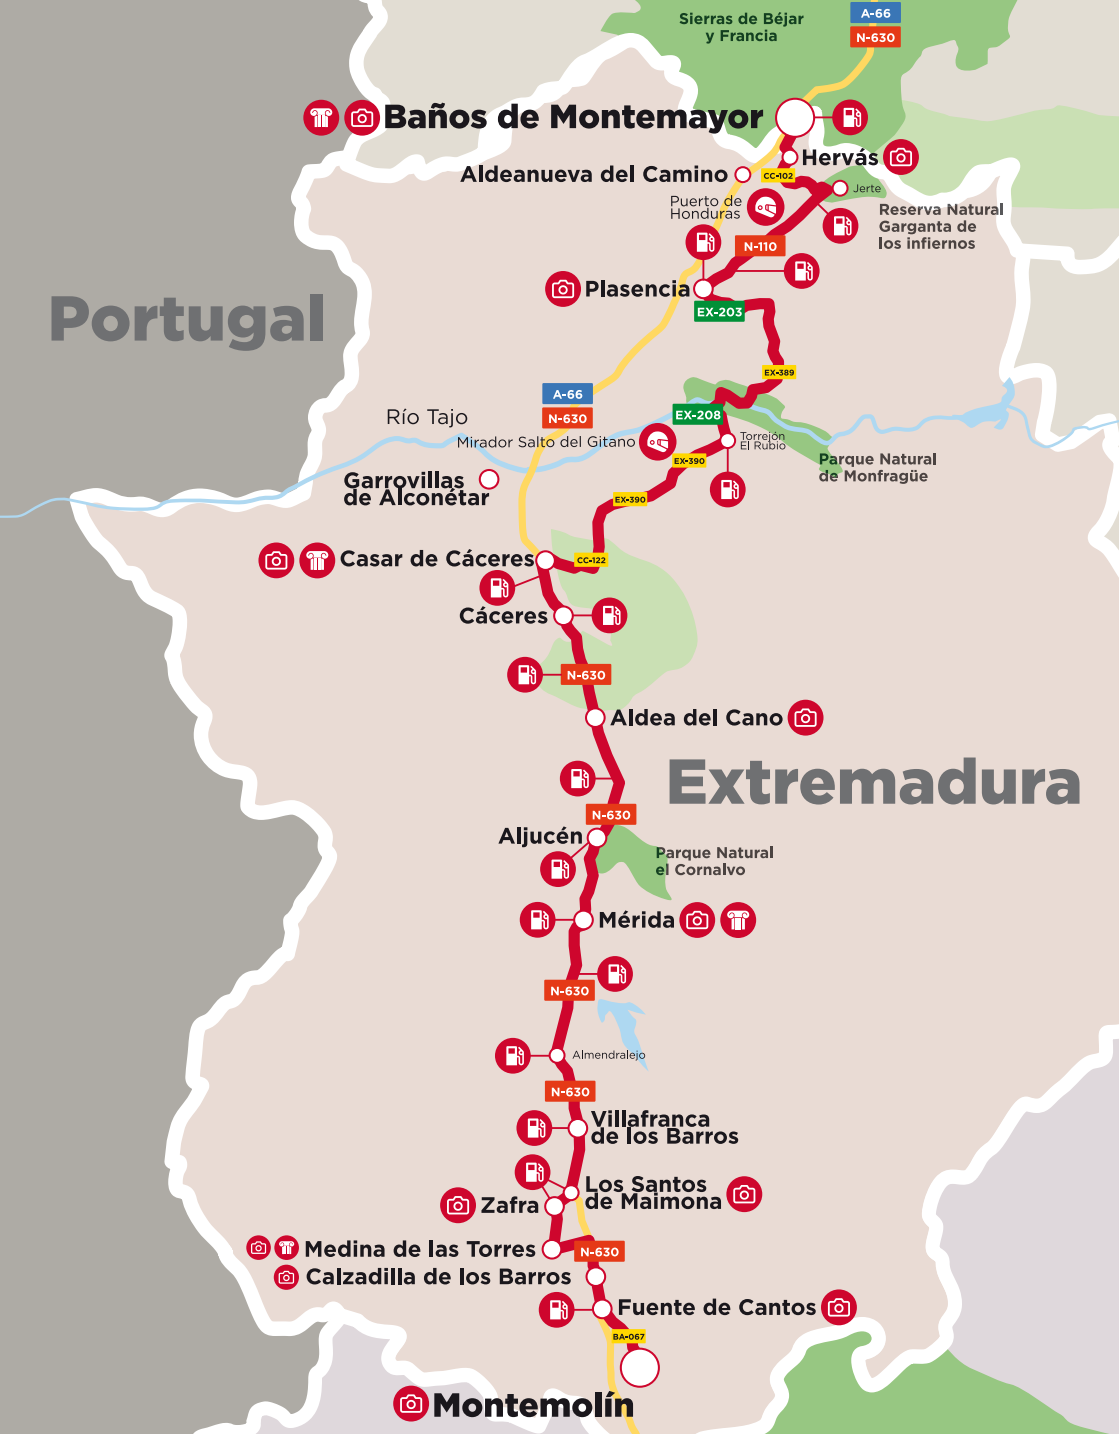 Sierras de Béjar
y Francia
A-66
N-630
Baños de Montemayor
Hervás
Aldeanueva del Camino
CC-102
Jerte
Puerto de
Honduras
Reserva Natural
Garganta de
los infiernos
N-110
Plasencia
EX-203
Portugal
EX-389
A-66
N-630
EX-208
Río Tajo
Mirador Salto del Gitano
Torrejón
El Rubio
EX-390
Parque Natural
de Monfragüe
Garrovillas
de Alconétar
EX-390
Casar de Cáceres
CC-122
Cáceres
N-630
Aldea del Cano
Extremadura
N-630
Aljucén
Parque Natural
el Cornalvo
Mérida
N-630
Almendralejo
N-630
Villafranca
de los Barros
Los Santos
de Maimona
Zafra
Medina de las Torres
N-630
Calzadilla de los Barros
Fuente de Cantos
BA-067
Montemolín